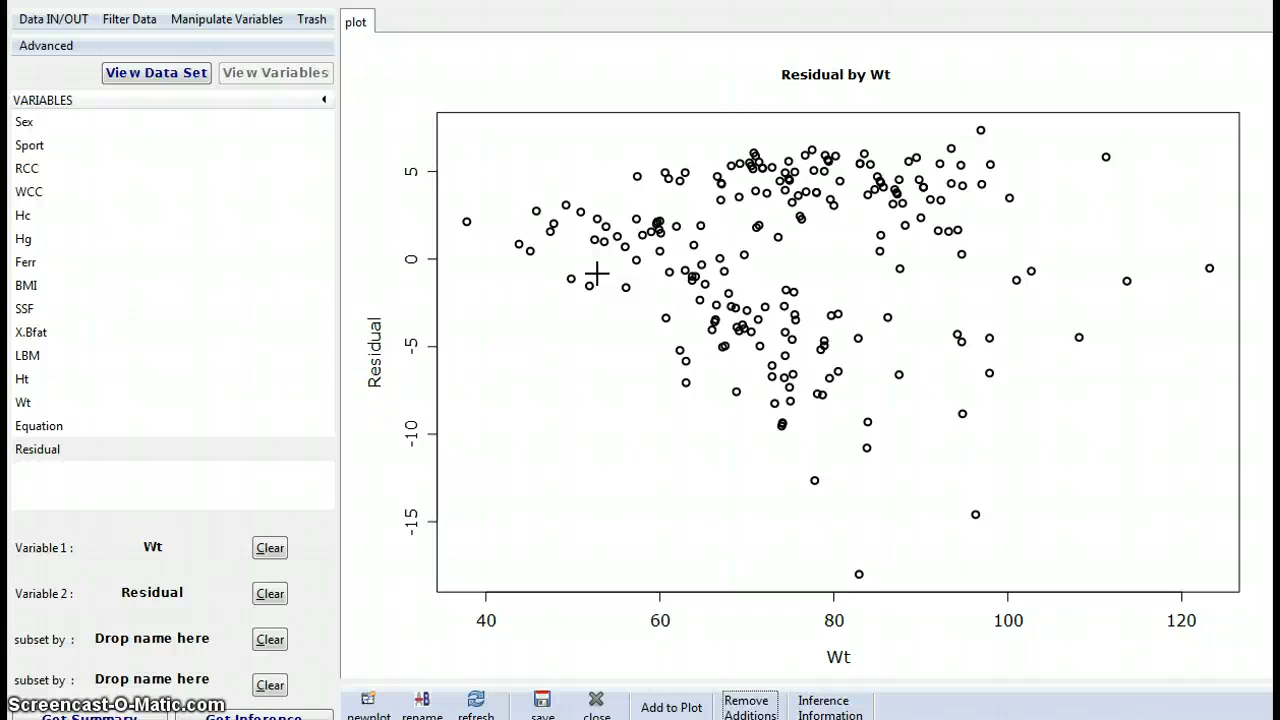 Data IN/OUT Filter Data Manipulate Variables Trash
Advanced
View Data Set View Variables
VARIABLES
Sex
Sport
RCC
WCC
Hc
Hg
Ferr
BMI
SSF
X.Bfat
LBM
Ht
Wt
Equation
Residual
Variable 1 : Wt Clear
Variable 2 : Residual Clear
subset by : Drop name here Clear
subset by : Drop name here Clear
Get Summary Get Inference
Screencast-O-Matic.com
plot
Residual by Wt
Residual
5
0
-5
-10
-15
40 60 80 100 120
Wt
newplot rename refresh save close Add to Plot Remove Additions Inference Information